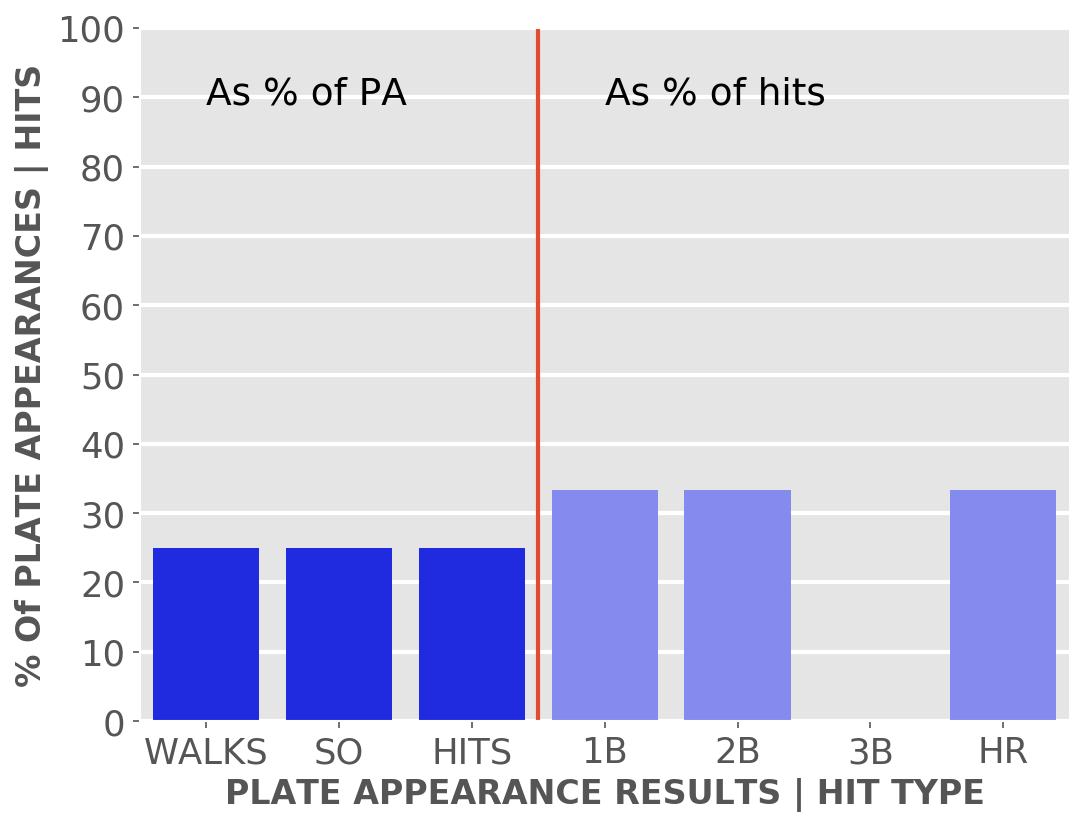 100
90
80
70
60
50
40
30
20
10
0
% Of PLATE APPEARANCES | HITS
As % of PA
As % of hits
WALKS SO HITS 1B 2B 3B HR
PLATE APPEARANCE RESULTS | HIT TYPE